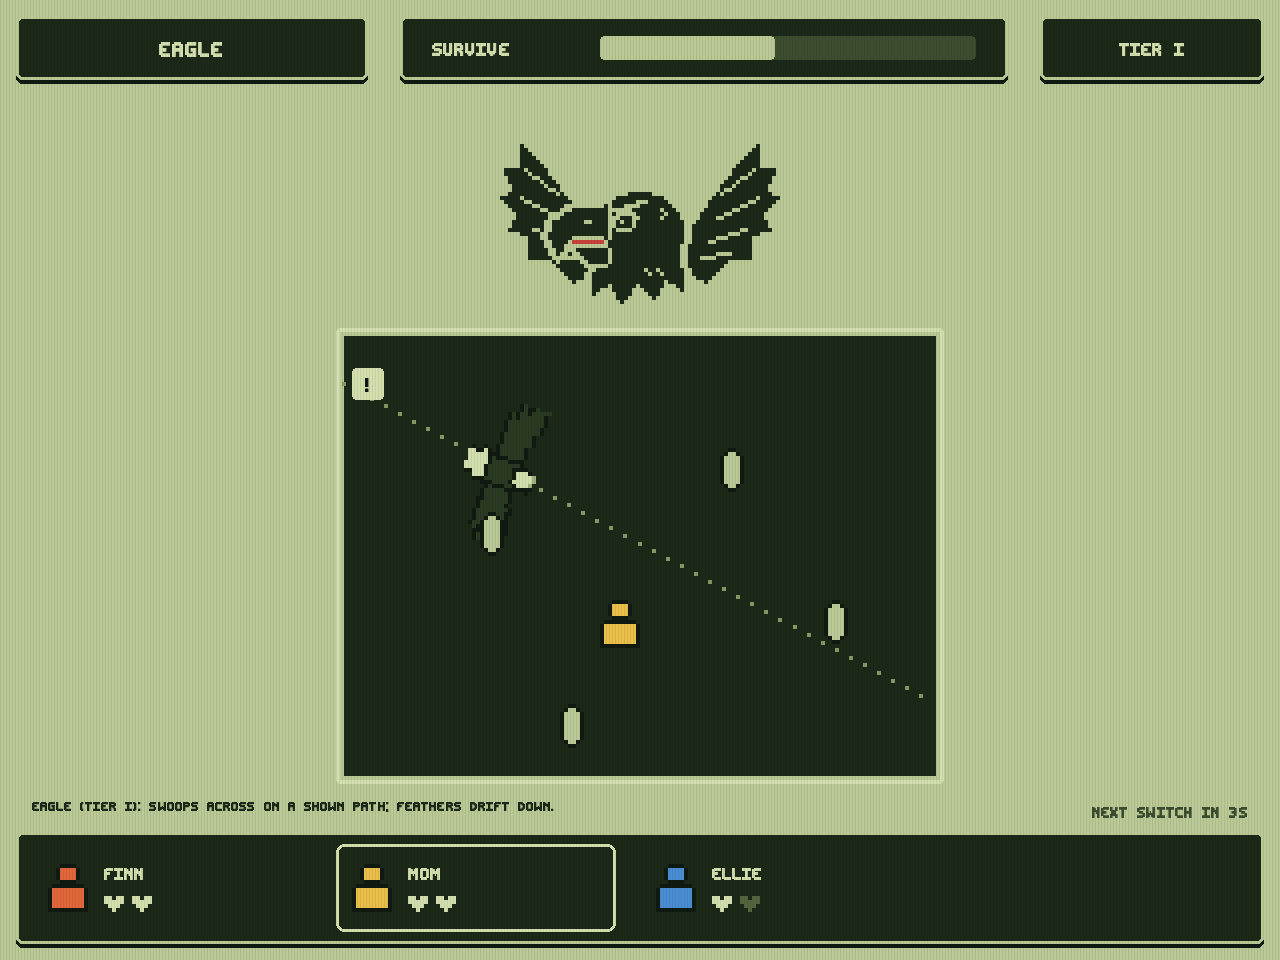 EAGLE
SURVIVE
TIER I
!
EAGLE (TIER I): SWOOPS ACROSS ON A SHOWN PATH; FEATHERS DRIFT DOWN.
NEXT SWITCH IN 3S
FINN
MOM
ELLIE